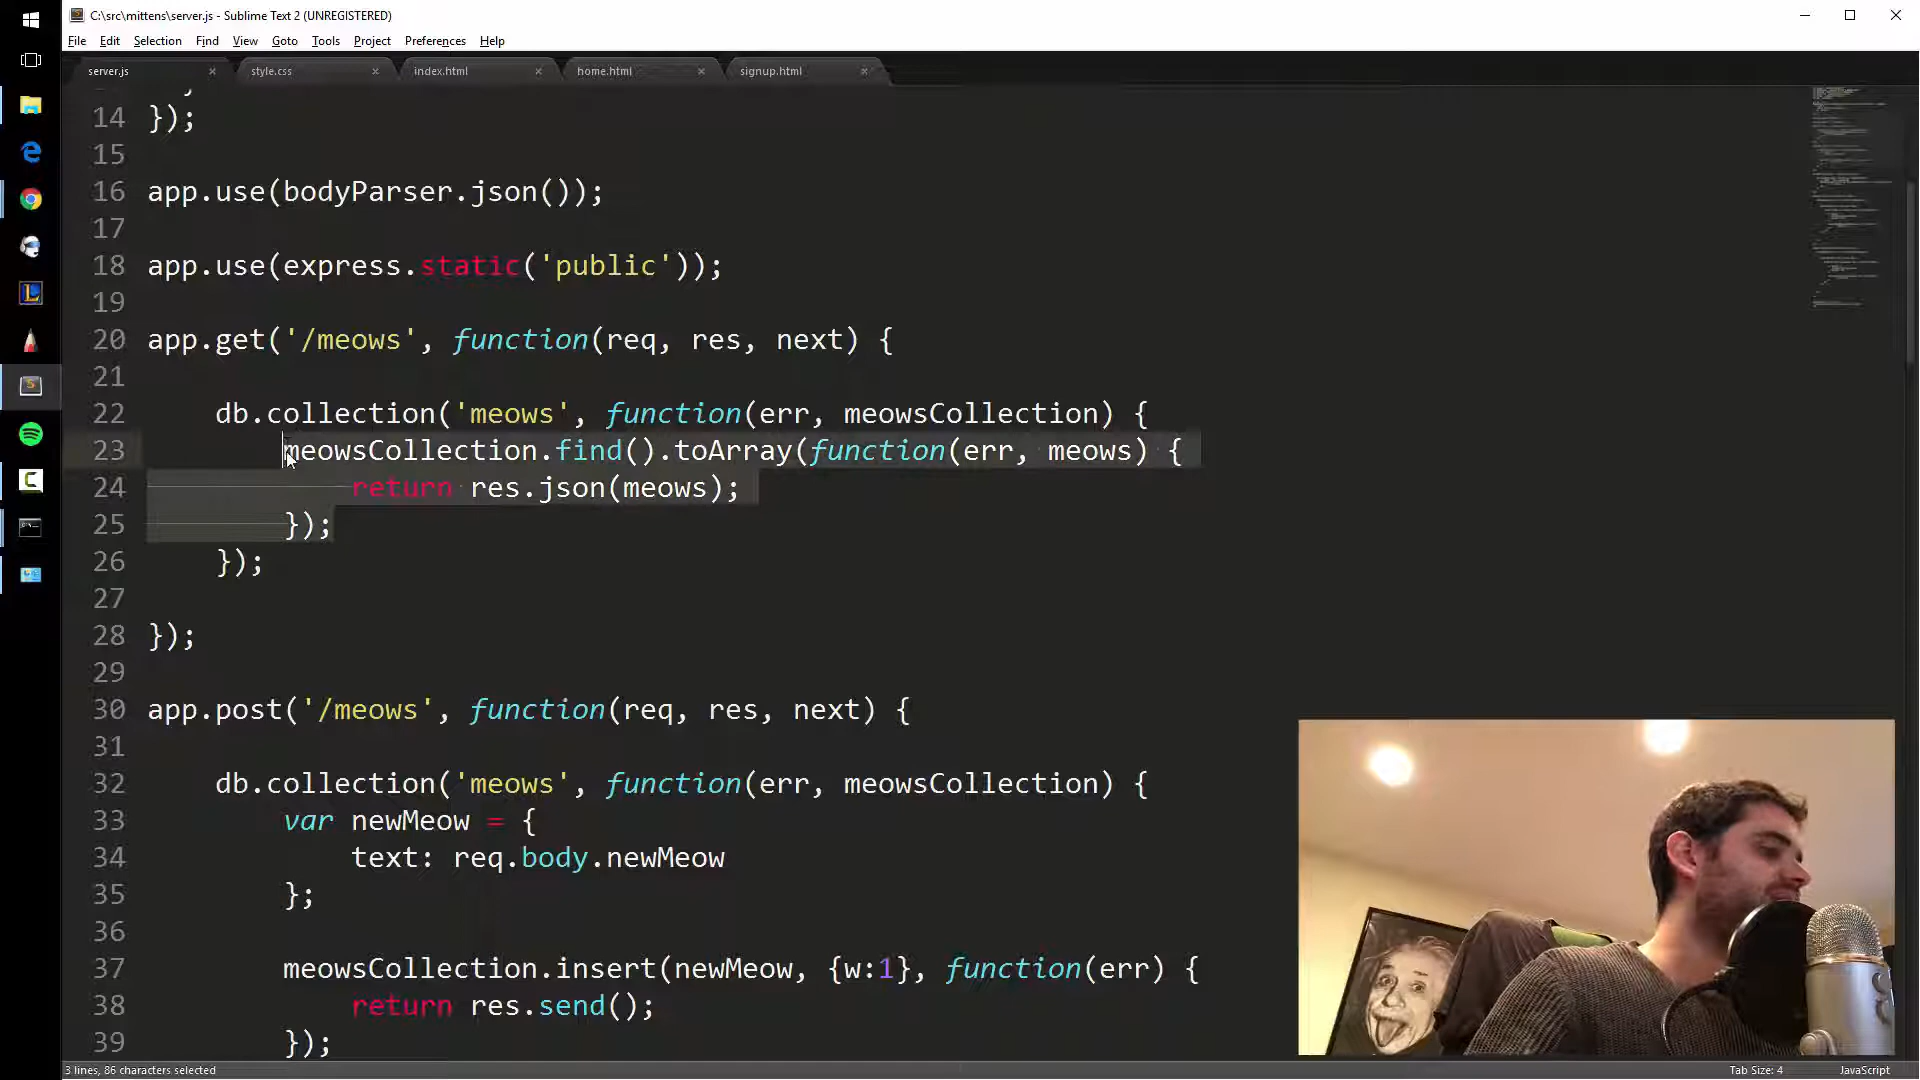 C:\src\mittens\server.js - Sublime Text 2 (UNREGISTERED)
File Edit Selection Find View Goto Tools Project Preferences Help
server.js × style.css × index.html × home.html × signup.html ×
14 });
15
16 app.use(bodyParser.json());
17
18 app.use(express.static('public'));
19
20 app.get('/meows', function(req, res, next) {
21
22 db.collection('meows', function(err, meowsCollection) {
23 meowsCollection.find().toArray(function(err, meows) {
24 return res.json(meows);
25 });
26 });
27
28 });
29
30 app.post('/meows', function(req, res, next) {
31
32 db.collection('meows', function(err, meowsCollection) {
33 var newMeow = {
34 text: req.body.newMeow
35 };
36
37 meowsCollection.insert(newMeow, {w:1}, function(err) {
38 return res.send();
39 });
3 lines, 86 characters selected
Tab Size: 4 JavaScript